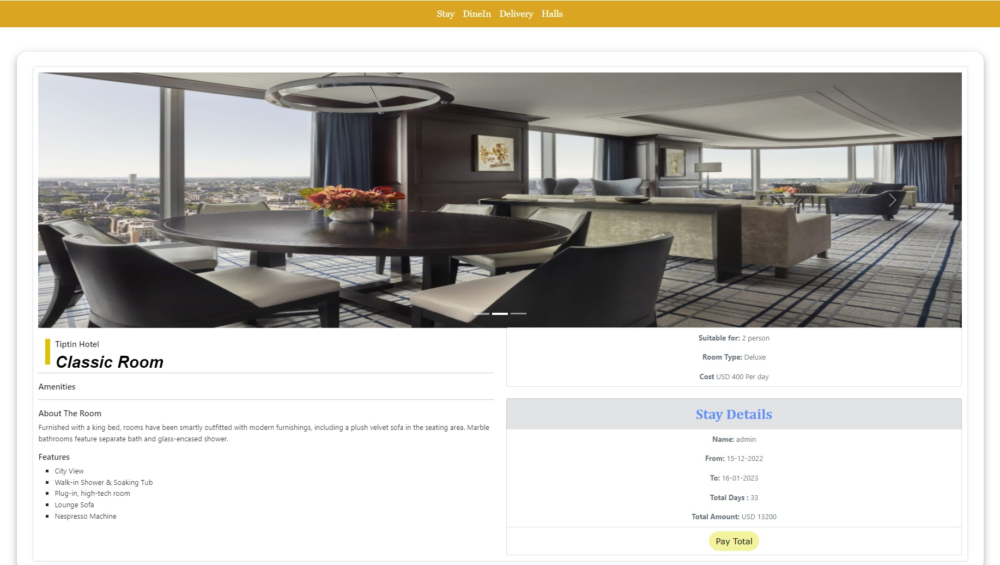 Stay DineIn Delivery Halls
Tiptin Hotel
Classic Room
Amenities
About The Room
Furnished with a king bed, rooms have been smartly outfitted with modern furnishings, including a plush velvet sofa in the seating area. Marble
bathrooms feature separate bath and glass-encased shower.
Features
City View
Walk-in Shower & Soaking Tub
Plug-in, high-tech room
Lounge Sofa
Nespresso Machine
Suitable for: 2 person
Room Type: Deluxe
Cost USD 400 Per day
Stay Details
Name: admin
From: 15-12-2022
To: 16-01-2023
Total Days : 33
Total Amount: USD 13200
Pay Total